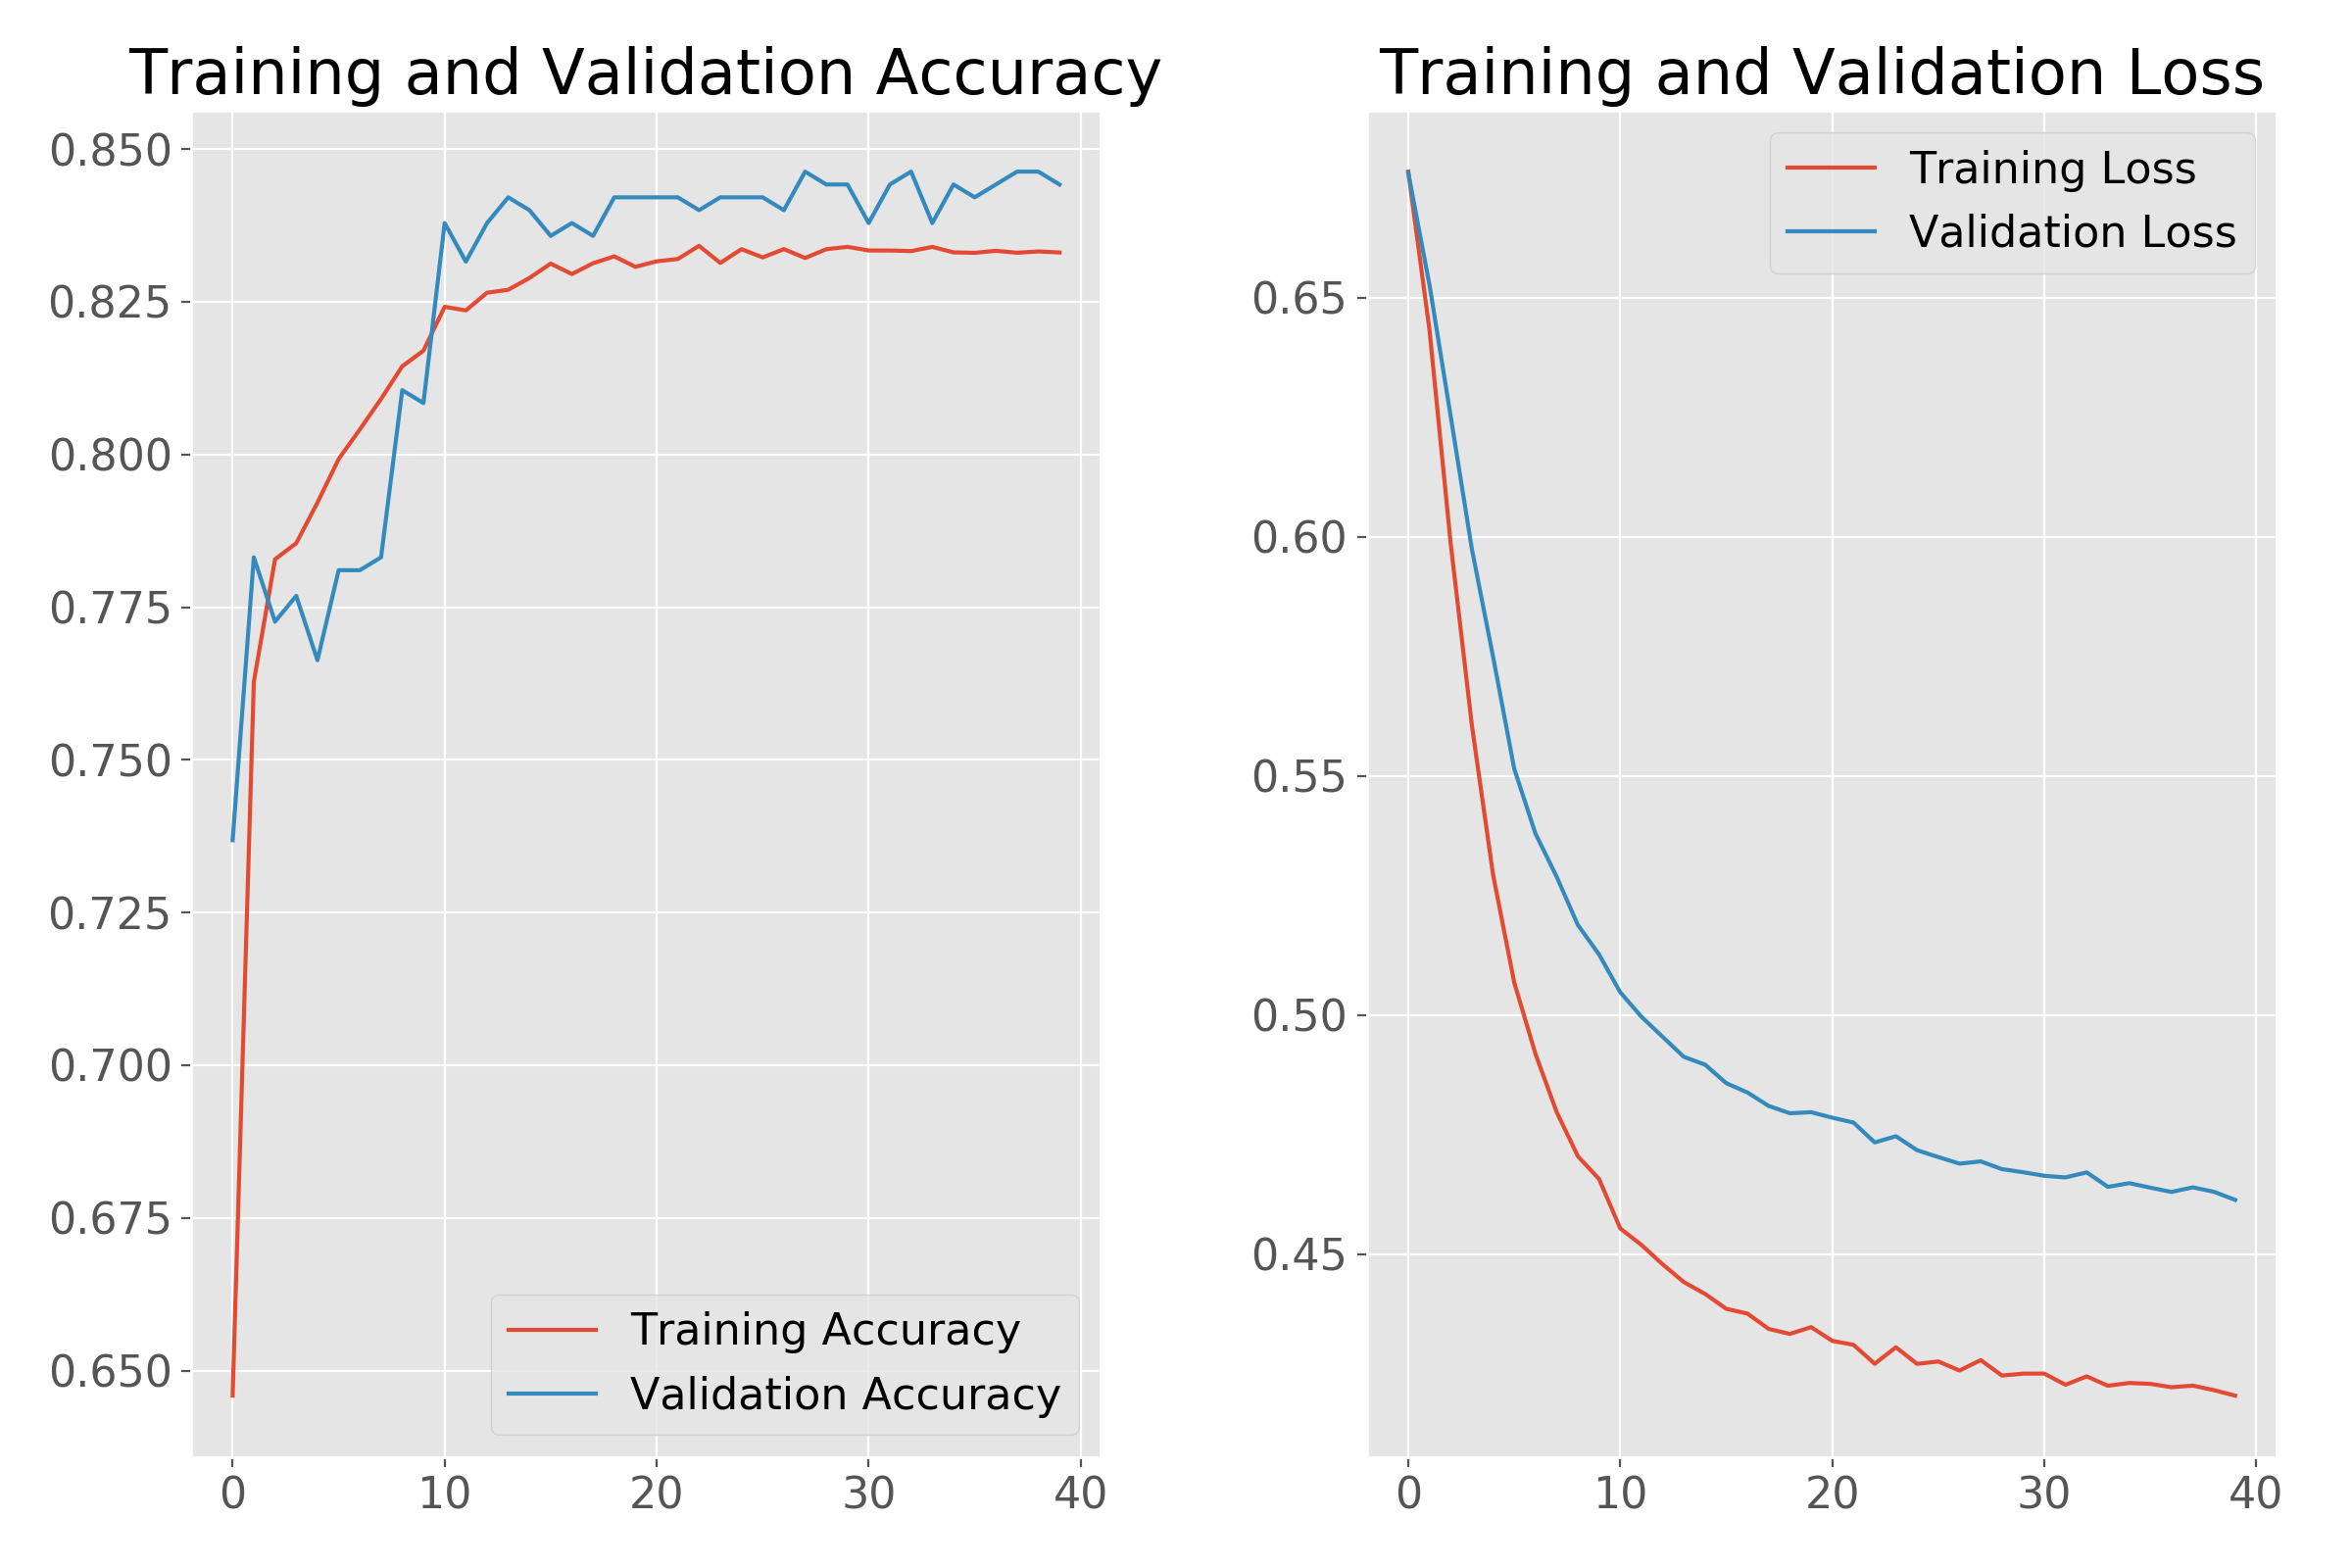 Training and Validation Accuracy
0.850
0.825
0.800
0.775
0.750
0.725
0.700
0.675
0.650
Training Accuracy
Validation Accuracy
0 10 20 30 40
Training and Validation Loss
Training Loss
Validation Loss
0.65
0.60
0.55
0.50
0.45
0 10 20 30 40